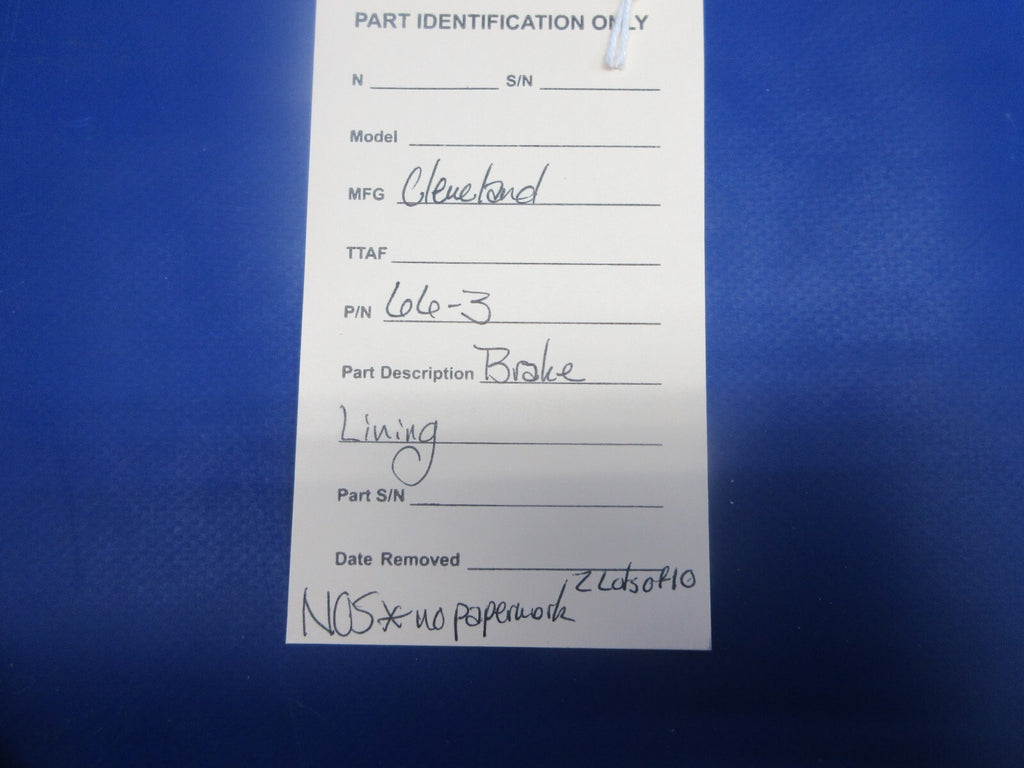 PART IDENTIFICATION ONLY
N S/N
Model
MFG Cleveland
TTAF
P/N 66-3
Part Description Brake
Lining
Part S/N
Date Removed
2 Lots of 10
NOS* no paperwork